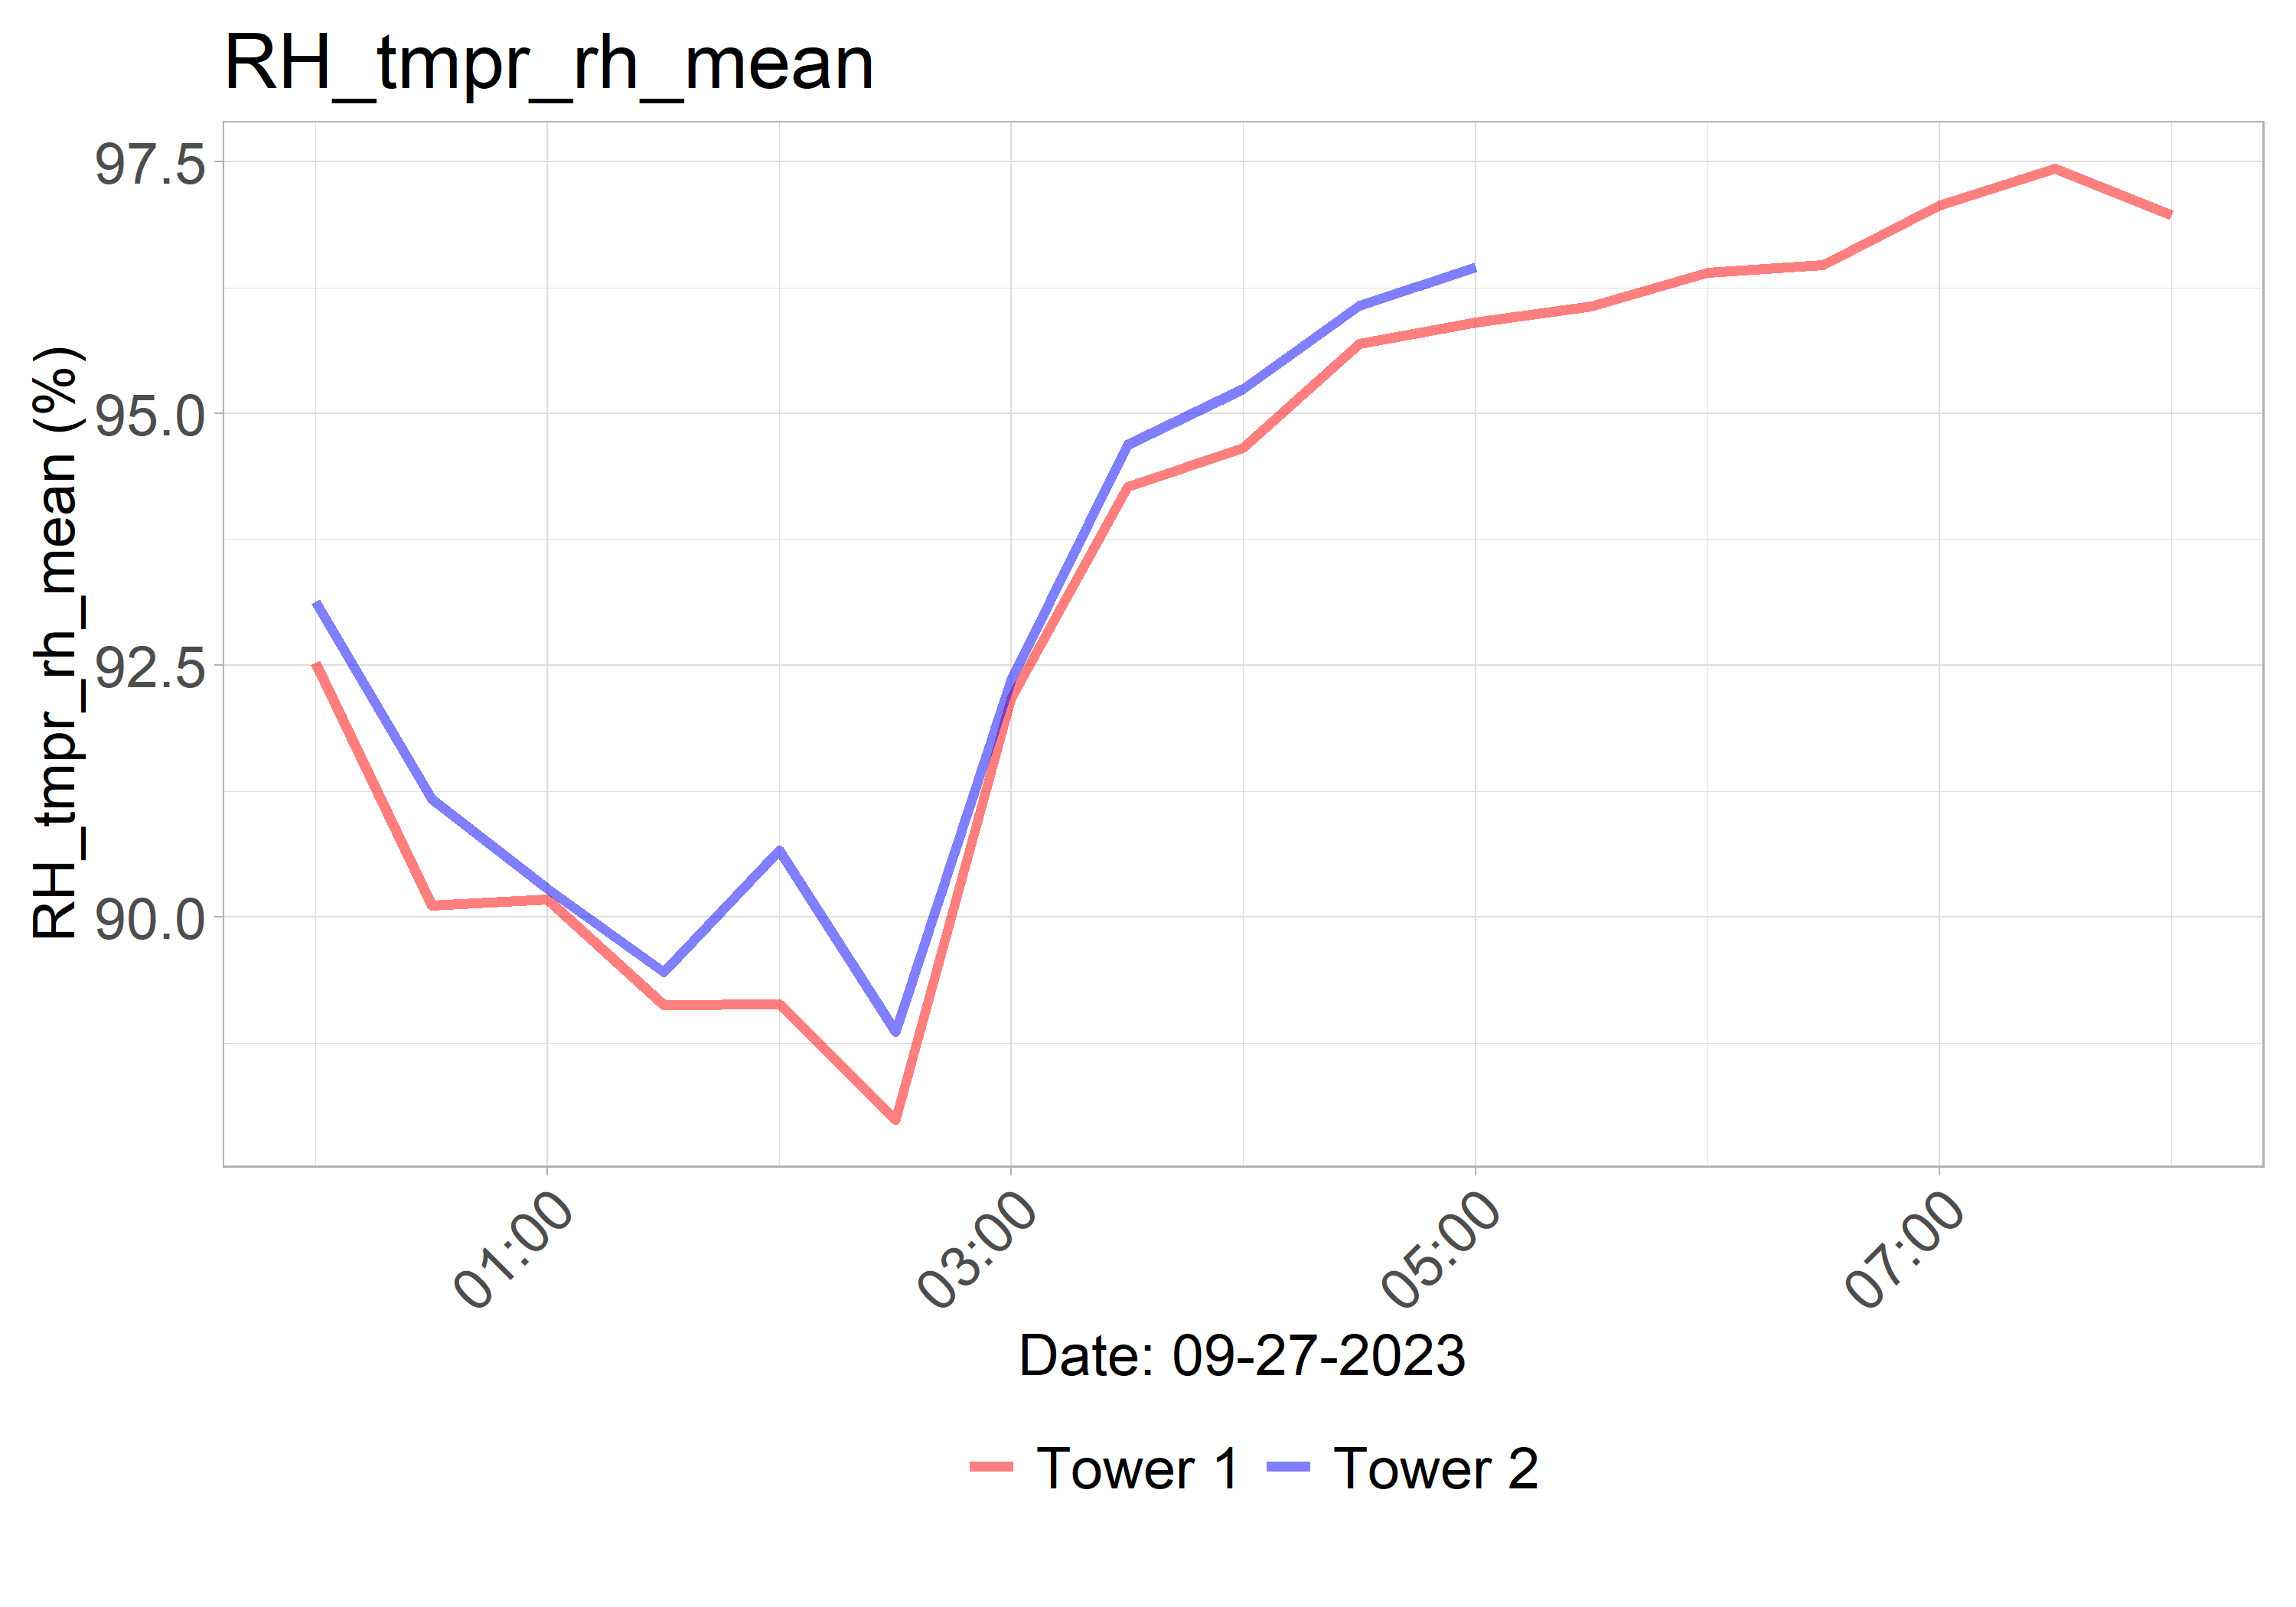 RH_tmpr_rh_mean
RH_tmpr_rh_mean (%)
97.5
95.0
92.5
90.0
01:00
03:00
05:00
07:00
Date: 09-27-2023
Tower 1
Tower 2